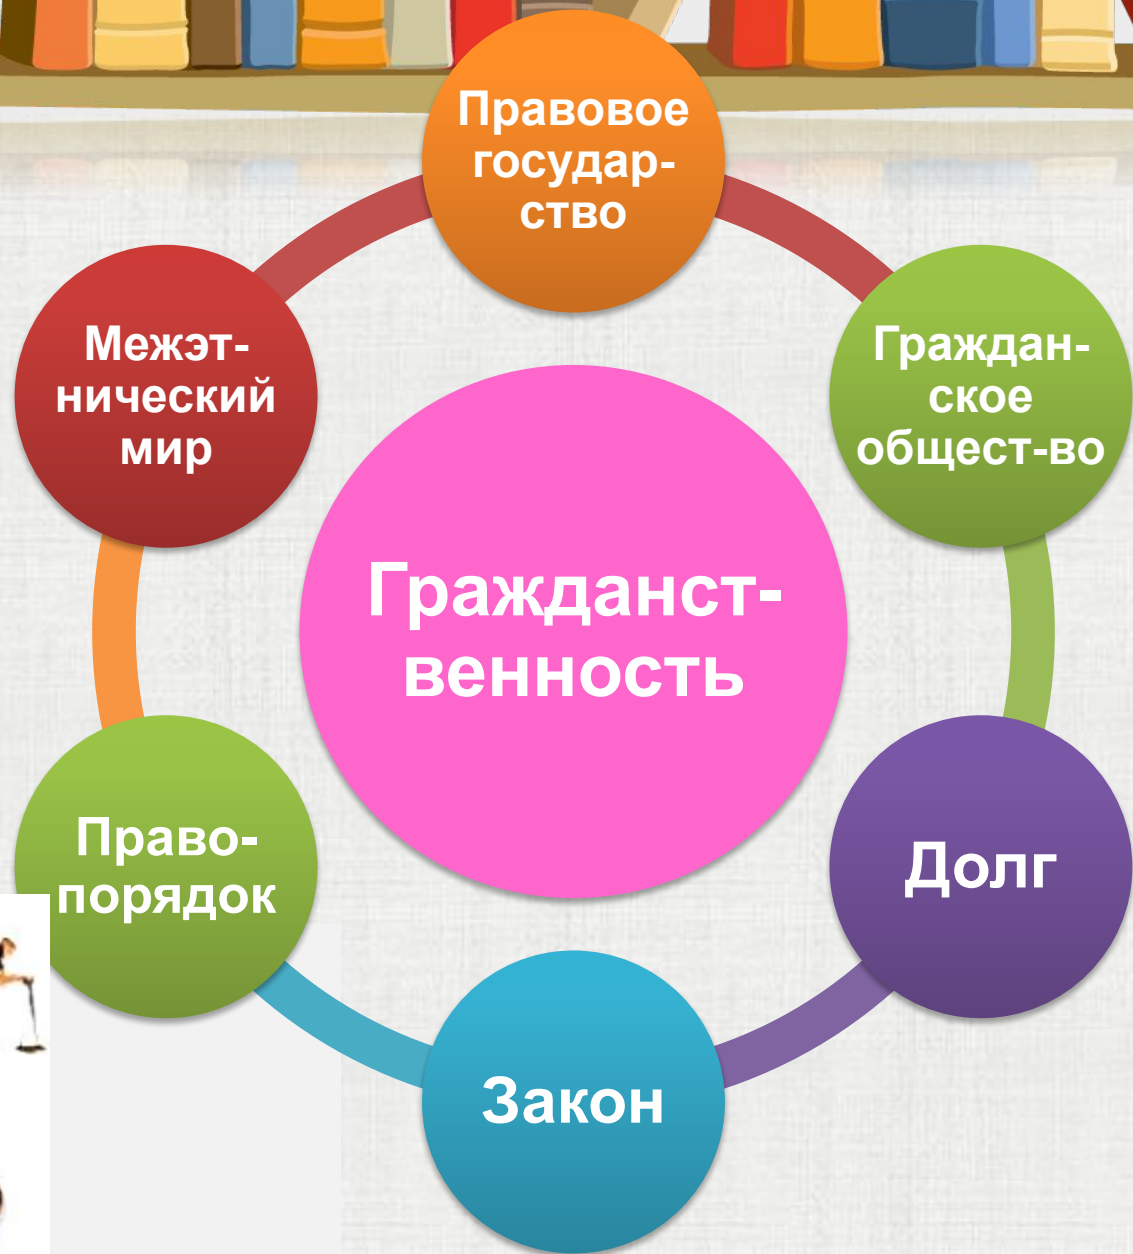 Правовое
государ-
ство
Межэт-
нический
мир
Граждан-
ское
общест-во
Гражданст-
венность
Право-
порядок
Долг
Закон